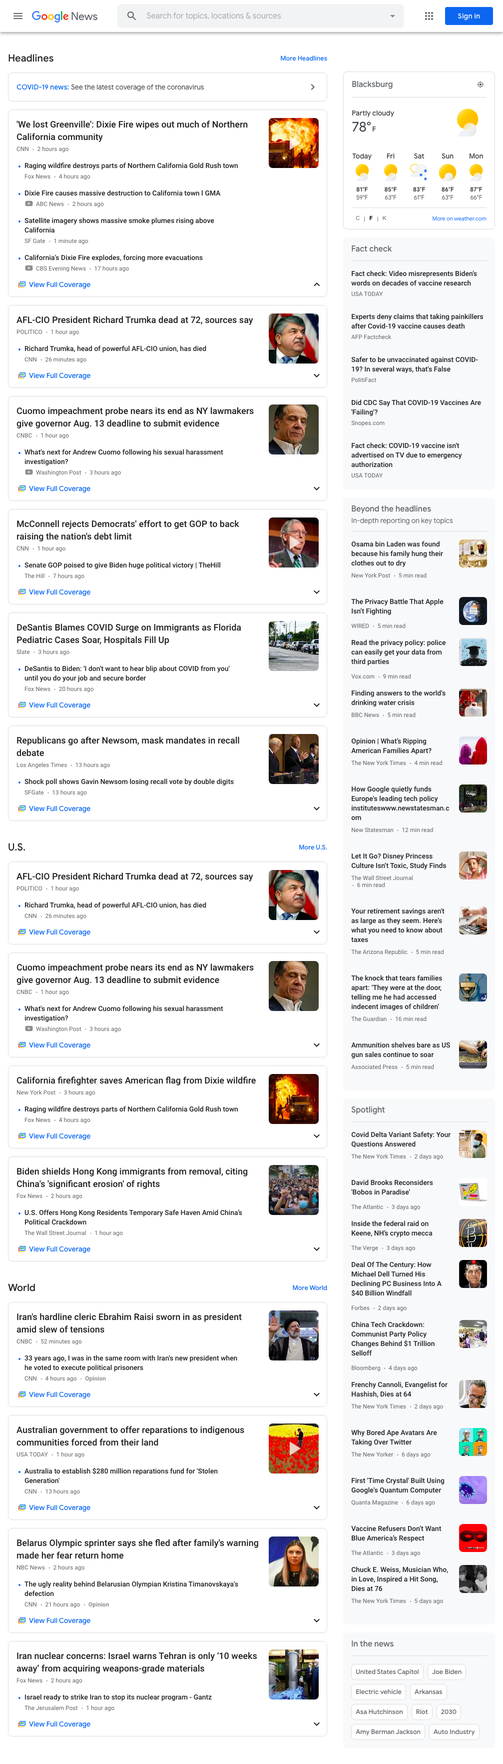 Google News
Search for topics, locations & sources
Sign in
Headlines
More Headlines
COVID-19 news: See the latest coverage of the coronavirus
'We lost Greenville': Dixie Fire wipes out much of Northern
California community
CNN • 2 hours ago
Raging wildfire destroys parts of Northern California Gold Rush town
Fox News • 4 hours ago
Dixie Fire causes massive destruction to California town l GMA
ABC News • 2 hours ago
Satellite imagery shows massive smoke plumes rising above
California
SF Gate • 1 minute ago
California's Dixie Fire explodes, forcing more evacuations
CBS Evening News • 17 hours ago
View Full Coverage
AFL-CIO President Richard Trumka dead at 72, sources say
POLITICO • 1 hour ago
Richard Trumka, head of powerful AFL-CIO union, has died
CNN • 26 minutes ago
View Full Coverage
Cuomo impeachment probe nears its end as NY lawmakers
give governor Aug. 13 deadline to submit evidence
CNBC • 1 hour ago
What's next for Andrew Cuomo following his sexual harassment
investigation?
Washington Post • 3 hours ago
View Full Coverage
McConnell rejects Democrats' effort to get GOP to back
raising the nation's debt limit
CNN • 1 hour ago
Senate GOP poised to give Biden huge political victory | TheHill
The Hill • 7 hours ago
View Full Coverage
DeSantis Blames COVID Surge on Immigrants as Florida
Pediatric Cases Soar, Hospitals Fill Up
Slate • 3 hours ago
DeSantis to Biden: 'I don't want to hear blip about COVID from you'
until you do your job and secure border
Fox News • 20 hours ago
View Full Coverage
Republicans go after Newsom, mask mandates in recall
debate
Los Angeles Times • 13 hours ago
Shock poll shows Gavin Newsom losing recall vote by double digits
SFGate • 13 hours ago
View Full Coverage
U.S.
More U.S.
AFL-CIO President Richard Trumka dead at 72, sources say
POLITICO • 1 hour ago
Richard Trumka, head of powerful AFL-CIO union, has died
CNN • 26 minutes ago
View Full Coverage
Cuomo impeachment probe nears its end as NY lawmakers
give governor Aug. 13 deadline to submit evidence
CNBC • 1 hour ago
What's next for Andrew Cuomo following his sexual harassment
investigation?
Washington Post • 3 hours ago
View Full Coverage
California firefighter saves American flag from Dixie wildfire
New York Post • 3 hours ago
Raging wildfire destroys parts of Northern California Gold Rush town
Fox News • 4 hours ago
View Full Coverage
Biden shields Hong Kong immigrants from removal, citing
China's 'significant erosion' of rights
Fox News • 2 hours ago
U.S. Offers Hong Kong Residents Temporary Safe Haven Amid China's
Political Crackdown
The Wall Street Journal • 1 hour ago
View Full Coverage
World
More World
Iran's hardline cleric Ebrahim Raisi sworn in as president
amid slew of tensions
CNBC • 52 minutes ago
33 years ago, I was in the same room with Iran's new president when
he voted to execute political prisoners
CNN • 4 hours ago • Opinion
View Full Coverage
Australian government to offer reparations to indigenous
communities forced from their land
USA TODAY • 1 hour ago
Australia to establish $280 million reparations fund for 'Stolen
Generation'
CNN • 13 hours ago
View Full Coverage
Belarus Olympic sprinter says she fled after family's warning
made her fear return home
NBC News • 2 hours ago
The ugly reality behind Belarusian Olympian Kristina Timanovskaya's
defection
CNN • 21 hours ago • Opinion
View Full Coverage
Iran nuclear concerns: Israel warns Tehran is only '10 weeks
away' from acquiring weapons-grade materials
Fox News • 2 hours ago
Israel ready to strike Iran to stop its nuclear program - Gantz
The Jerusalem Post • 1 hour ago
View Full Coverage
Blacksburg
Partly cloudy
78°F
Today Fri Sat Sun Mon
81°F 85°F 83°F 86°F 87°F
59°F 63°F 61°F 63°F 66°F
C | F | K
More on weather.com
Fact check
Fact check: Video misrepresents Biden's
words on decades of vaccine research
USA TODAY
Experts deny claims that taking painkillers
after Covid-19 vaccine causes death
AFP Factcheck
Safer to be unvaccinated against COVID-
19? In several ways, that's False
PolitiFact
Did CDC Say That COVID-19 Vaccines Are
'Failing'?
Snopes.com
Fact check: COVID-19 vaccine isn't
advertised on TV due to emergency
authorization
USA TODAY
Beyond the headlines
In-depth reporting on key topics
Osama bin Laden was found
because his family hung their
clothes out to dry
New York Post • 5 min read
The Privacy Battle That Apple
Isn't Fighting
WIRED • 5 min read
Read the privacy policy: police
can easily get your data from
third parties
Vox.com • 9 min read
Finding answers to the world's
drinking water crisis
BBC News • 5 min read
Opinion | What's Ripping
American Families Apart?
The New York Times • 4 min read
How Google quietly funds
Europe's leading tech policy
instituteswww.newstatesman.c
om
New Statesman • 12 min read
Let It Go? Disney Princess
Culture Isn't Toxic, Study Finds
The Wall Street Journal
• 6 min read
Your retirement savings aren't
as large as they seem. Here's
what you need to know about
taxes
The Arizona Republic • 5 min read
The knock that tears families
apart: 'They were at the door,
telling me he had accessed
indecent images of children'
The Guardian • 16 min read
Ammunition shelves bare as US
gun sales continue to soar
Associated Press • 5 min read
Spotlight
Covid Delta Variant Safety: Your
Questions Answered
The New York Times • 2 days ago
David Brooks Reconsiders
'Bobos in Paradise'
The Atlantic • 3 days ago
Inside the federal raid on
Keene, NH's crypto mecca
The Verge • 3 days ago
Deal Of The Century: How
Michael Dell Turned His
Declining PC Business Into A
$40 Billion Windfall
Forbes • 2 days ago
China Tech Crackdown:
Communist Party Policy
Changes Behind $1 Trillion
Selloff
Bloomberg • 4 days ago
Frenchy Cannoli, Evangelist for
Hashish, Dies at 64
The New York Times • 2 days ago
Why Bored Ape Avatars Are
Taking Over Twitter
The New Yorker • 6 days ago
First 'Time Crystal' Built Using
Google's Quantum Computer
Quanta Magazine • 6 days ago
Vaccine Refusers Don't Want
Blue America's Respect
The Atlantic • 3 days ago
Chuck E. Weiss, Musician Who,
in Love, Inspired a Hit Song,
Dies at 76
The New York Times • 5 days ago
In the news
United States Capitol
Joe Biden
Electric vehicle
Arkansas
Asa Hutchinson
Riot
2030
Amy Berman Jackson
Auto Industry